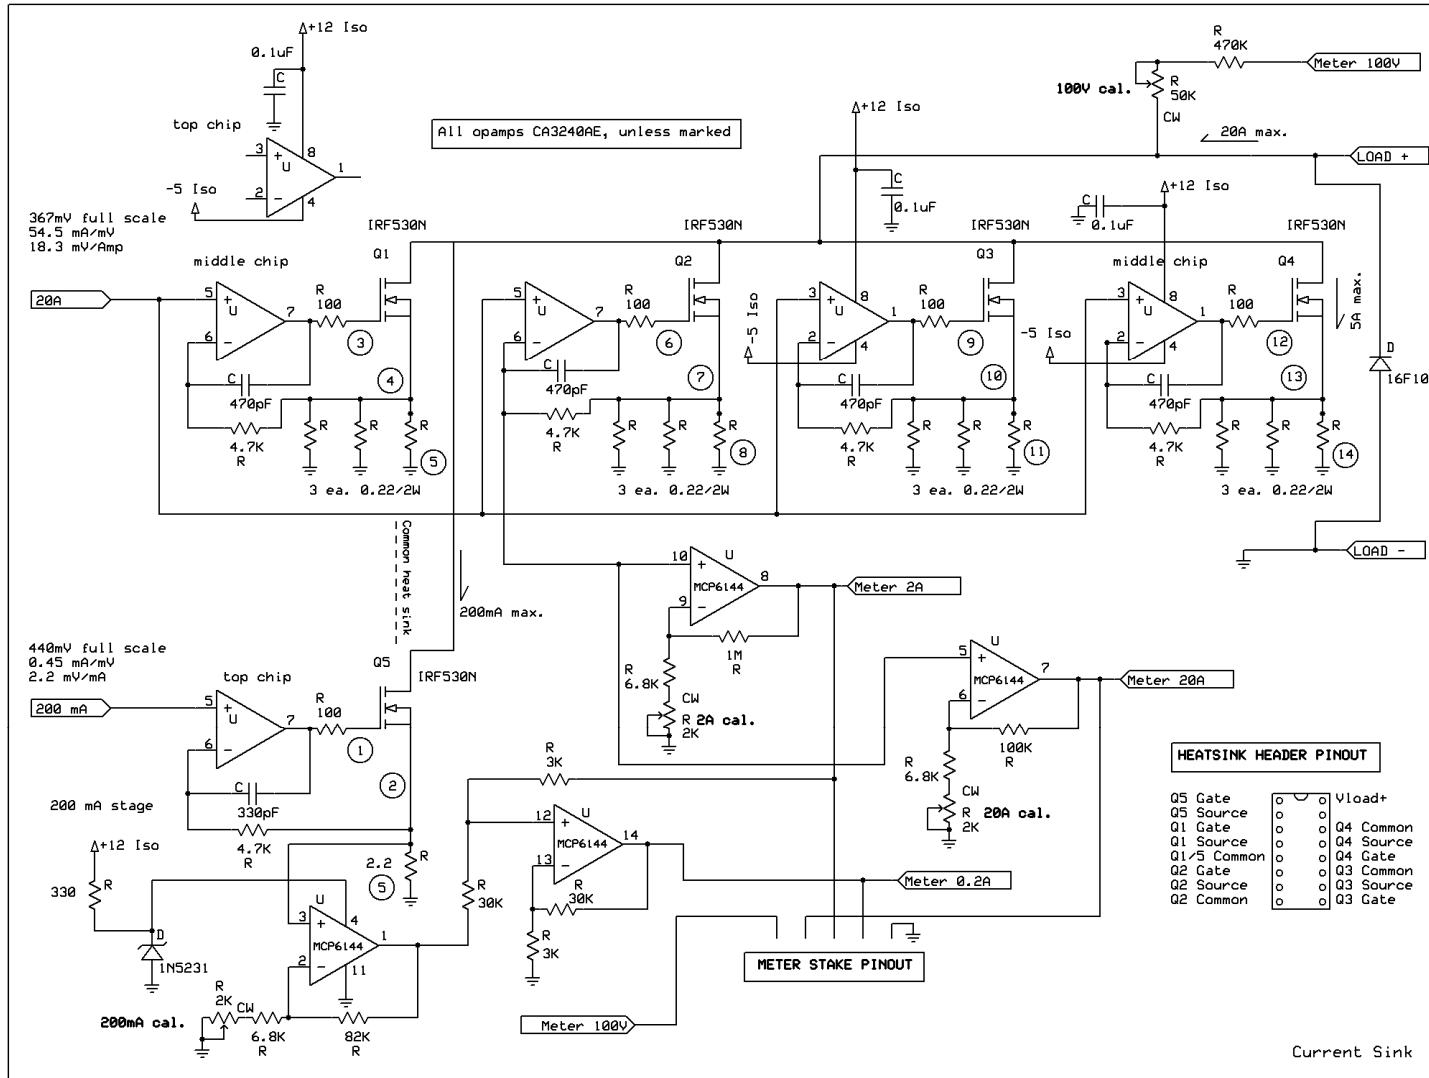 +12 Iso
0.1uF
C
top chip
3
+
U
8
1
2
−
4
-5 Iso
All opamps CA3240AE, unless marked
R
470K
Meter 100V
100V cal.
R
50K
CW
20A max.
LOAD +
+12 Iso
C
0.1uF
+12 Iso
C
0.1uF
367mV full scale
54.5 mA/mV
18.3 mV/Amp
20A
middle chip
5
+
U
7
6
−
R
100
IRF530N
Q1
3
4
C
470pF
4.7K
R
R
R
R
5
3 ea. 0.22/2W
5
+
U
7
6
−
R
100
IRF530N
Q2
6
7
C
470pF
4.7K
R
R
R
R
8
3 ea. 0.22/2W
-5 Iso
3
+
U
8
1
2
−
4
R
100
IRF530N
Q3
9
10
C
470pF
4.7K
R
R
R
R
11
3 ea. 0.22/2W
middle chip
-5 Iso
3
+
U
8
1
2
−
4
R
100
IRF530N
Q4
12
13
5A max.
C
470pF
4.7K
R
R
R
R
14
3 ea. 0.22/2W
D
16F10
LOAD -
Common heat sink
200mA max.
10
+
U
MCP6144
8
9
−
Meter 2A
1M
R
R
6.8K
CW
R
2K
2A cal.
440mV full scale
0.45 mA/mV
2.2 mV/mA
200 mA
top chip
5
+
U
7
6
−
R
100
Q5
IRF530N
1
2
C
330pF
4.7K
R
200 mA stage
5
+
U
MCP6144
7
6
−
Meter 20A
100K
R
R
6.8K
CW
R
2K
20A cal.
R
3K
12
+
U
MCP6144
14
13
−
R
30K
R
30K
R
3K
Meter 0.2A
+12 Iso
330
R
D
1N5231
2.2
R
5
U
3
+
4
MCP6144
1
2
−
11
R
2K
CW
200mA cal.
6.8K
R
82K
R
Meter 100V
METER STAKE PINOUT
HEATSINK HEADER PINOUT
Q5 Gate
Vload+
Q5 Source
Q1 Gate
Q4 Common
Q1 Source
Q4 Source
Q1/5 Common
Q4 Gate
Q2 Gate
Q3 Common
Q2 Source
Q3 Source
Q2 Common
Q3 Gate
Current Sink